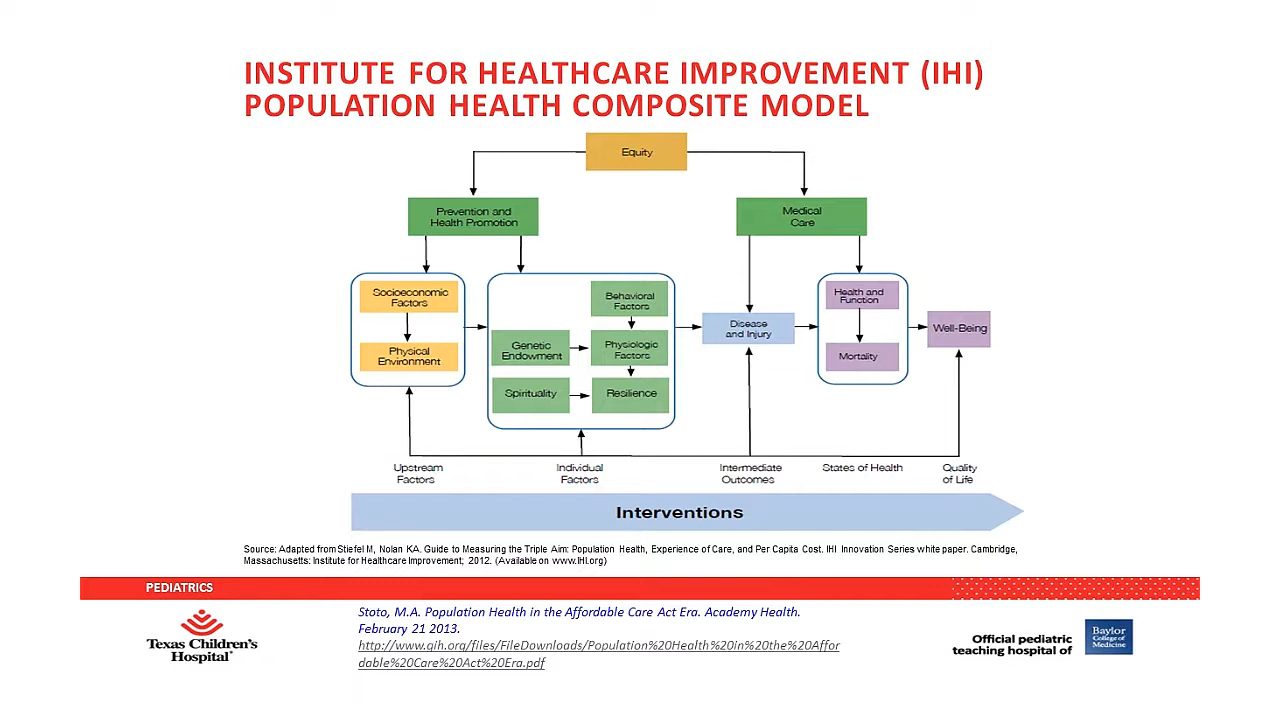 INSTITUTE FOR HEALTHCARE IMPROVEMENT (IHI)
POPULATION HEALTH COMPOSITE MODEL
Equity
Prevention and
Health Promotion
Medical
Care
Socioeconomic
Factors
Physical
Environment
Behavioral
Factors
Genetic
Endowment
Physiologic
Factors
Spirituality
Resilience
Disease
and Injury
Health and
Function
Mortality
Well-Being
Upstream
Factors
Individual
Factors
Intermediate
Outcomes
States of Health
Quality
of Life
Interventions
Source: Adapted from Stiefel M, Nolan KA. Guide to Measuring the Triple Aim: Population Health, Experience of Care, and Per Capita Cost. IHI Innovation Series white paper. Cambridge,
Massachusetts: Institute for Healthcare Improvement; 2012. (Available on www.IHI.org)
PEDIATRICS
Texas Children's
Hospital
Stoto, M.A. Population Health in the Affordable Care Act Era. Academy Health.
February 21 2013.
http://www.gih.org/files/FileDownloads/Population%20Health%20in%20the%20Affor
dable%20Care%20Act%20Era.pdf
Official pediatric
teaching hospital of
Baylor
College of
Medicine